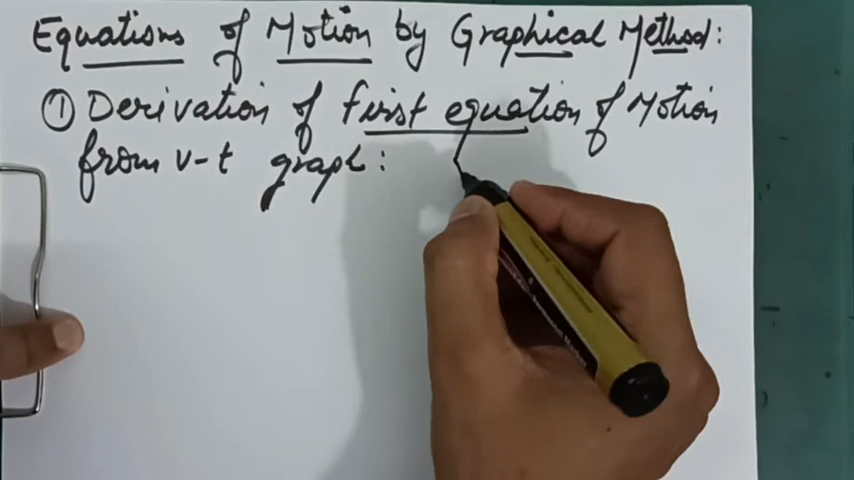 Equations of Motion by Graphical Method:
① Derivation of First equation of Motion
from v-t graph: